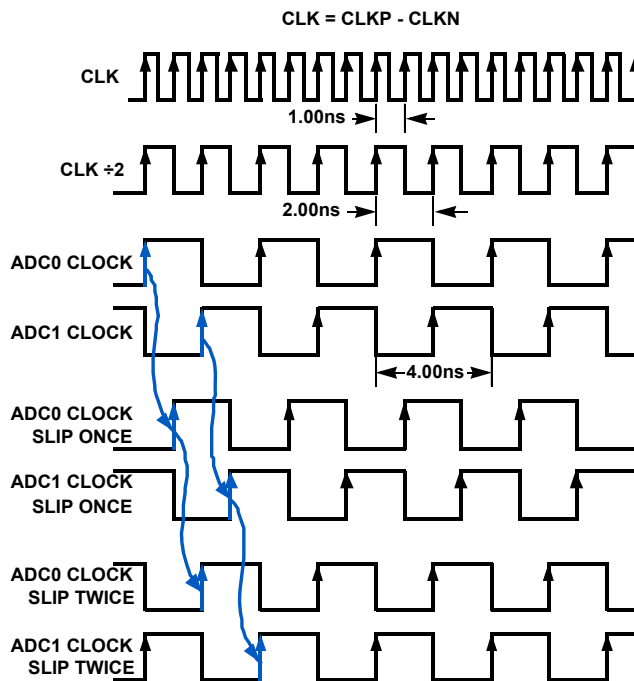 CLK = CLKP - CLKN
CLK
1.00ns
CLK ÷2
2.00ns
ADC0 CLOCK
ADC1 CLOCK
4.00ns
ADC0 CLOCK
SLIP ONCE
ADC1 CLOCK
SLIP ONCE
ADC0 CLOCK
SLIP TWICE
ADC1 CLOCK
SLIP TWICE